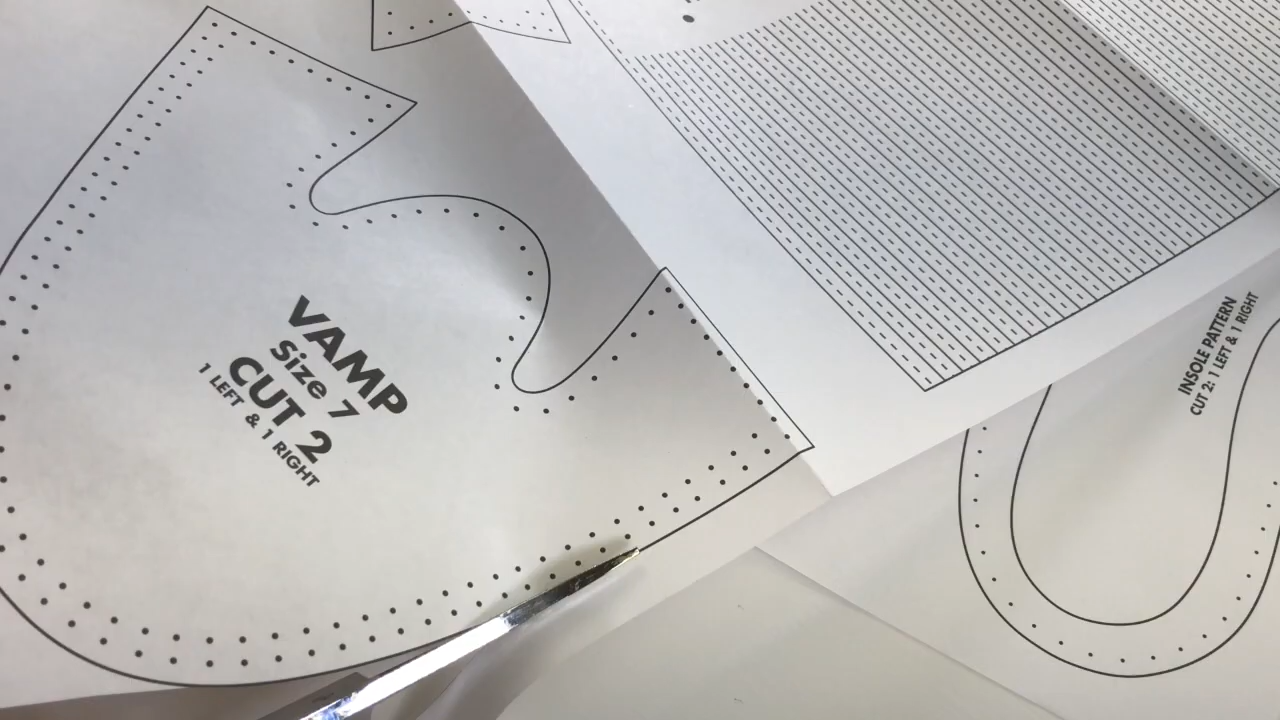 VAMP
Size 7
CUT 2
1 LEFT & 1 RIGHT
INSOLE PATTERN
CUT 2: 1 LEFT & 1 RIGHT